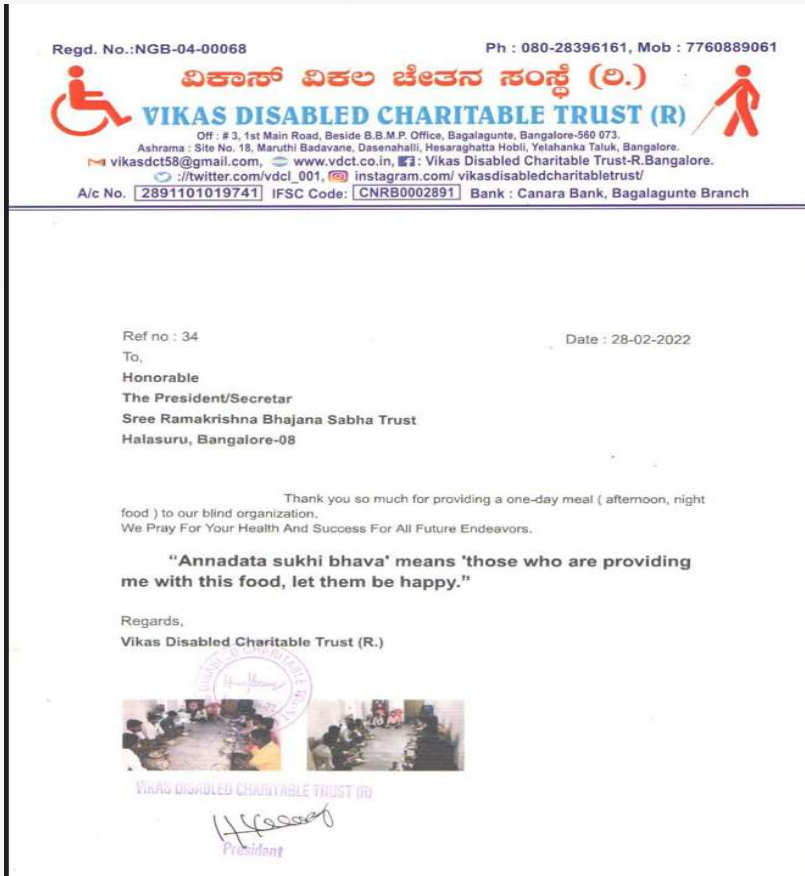 Regd. No.:NGB-04-00068
Ph : 080-28396161, Mob : 7760889061
ವಿಕಾಸ್ ವಿಕಲ ಚೇತನ ಸಂಸ್ಥೆ (ರಿ.)
VIKAS DISABLED CHARITABLE TRUST (R)
Off : # 3, 1st Main Road, Beside B.B.M.P. Office, Bagalagunte, Bangalore-560 073.
Ashrama : Site No. 18, Maruthi Badavane, Dasenahalli, Hesaraghatta Hobli, Yelahanka Taluk, Bangalore.
vikasdct58@gmail.com, www.vdct.co.in, : Vikas Disabled Charitable Trust-R.Bangalore.
://twitter.com/vdcl_001, instagram.com/ vikasdisabledcharitabletrust/
A/c No. 2891101019741 IFSC Code: CNRB0002891 Bank : Canara Bank, Bagalagunte Branch
Ref no : 34
Date : 28-02-2022
To,
Honorable
The President/Secretar
Sree Ramakrishna Bhajana Sabha Trust
Halasuru, Bangalore-08
Thank you so much for providing a one-day meal ( afternoon, night
food ) to our blind organization.
We Pray For Your Health And Success For All Future Endeavors.
“Annadata sukhi bhava' means 'those who are providing
me with this food, let them be happy.”
Regards,
Vikas Disabled Charitable Trust (R.)
DISABLED CHARITABLE TRUST
VIKAS DISABLED CHARITABLE TRUST (R)
President